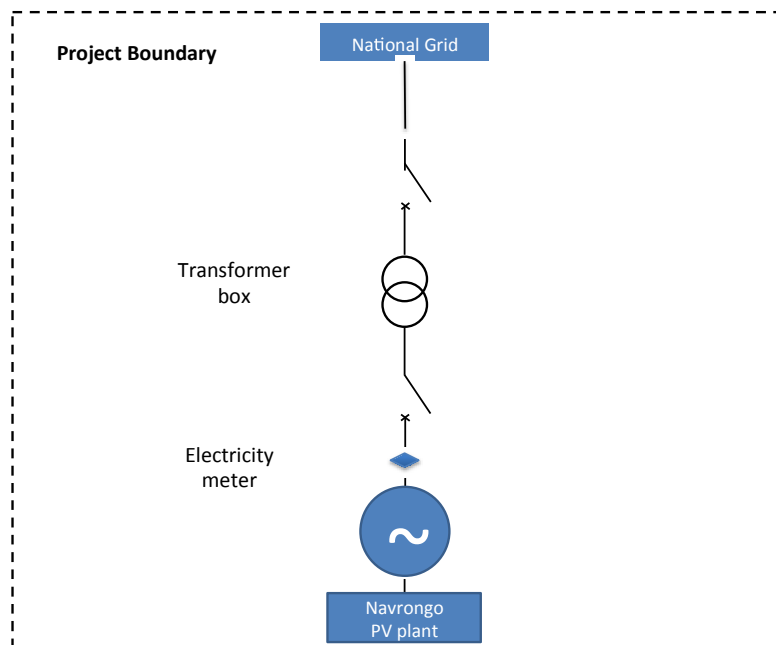 National Grid
Project Boundary
Transformer
box
Electricity
meter
~
Navrongo
PV plant